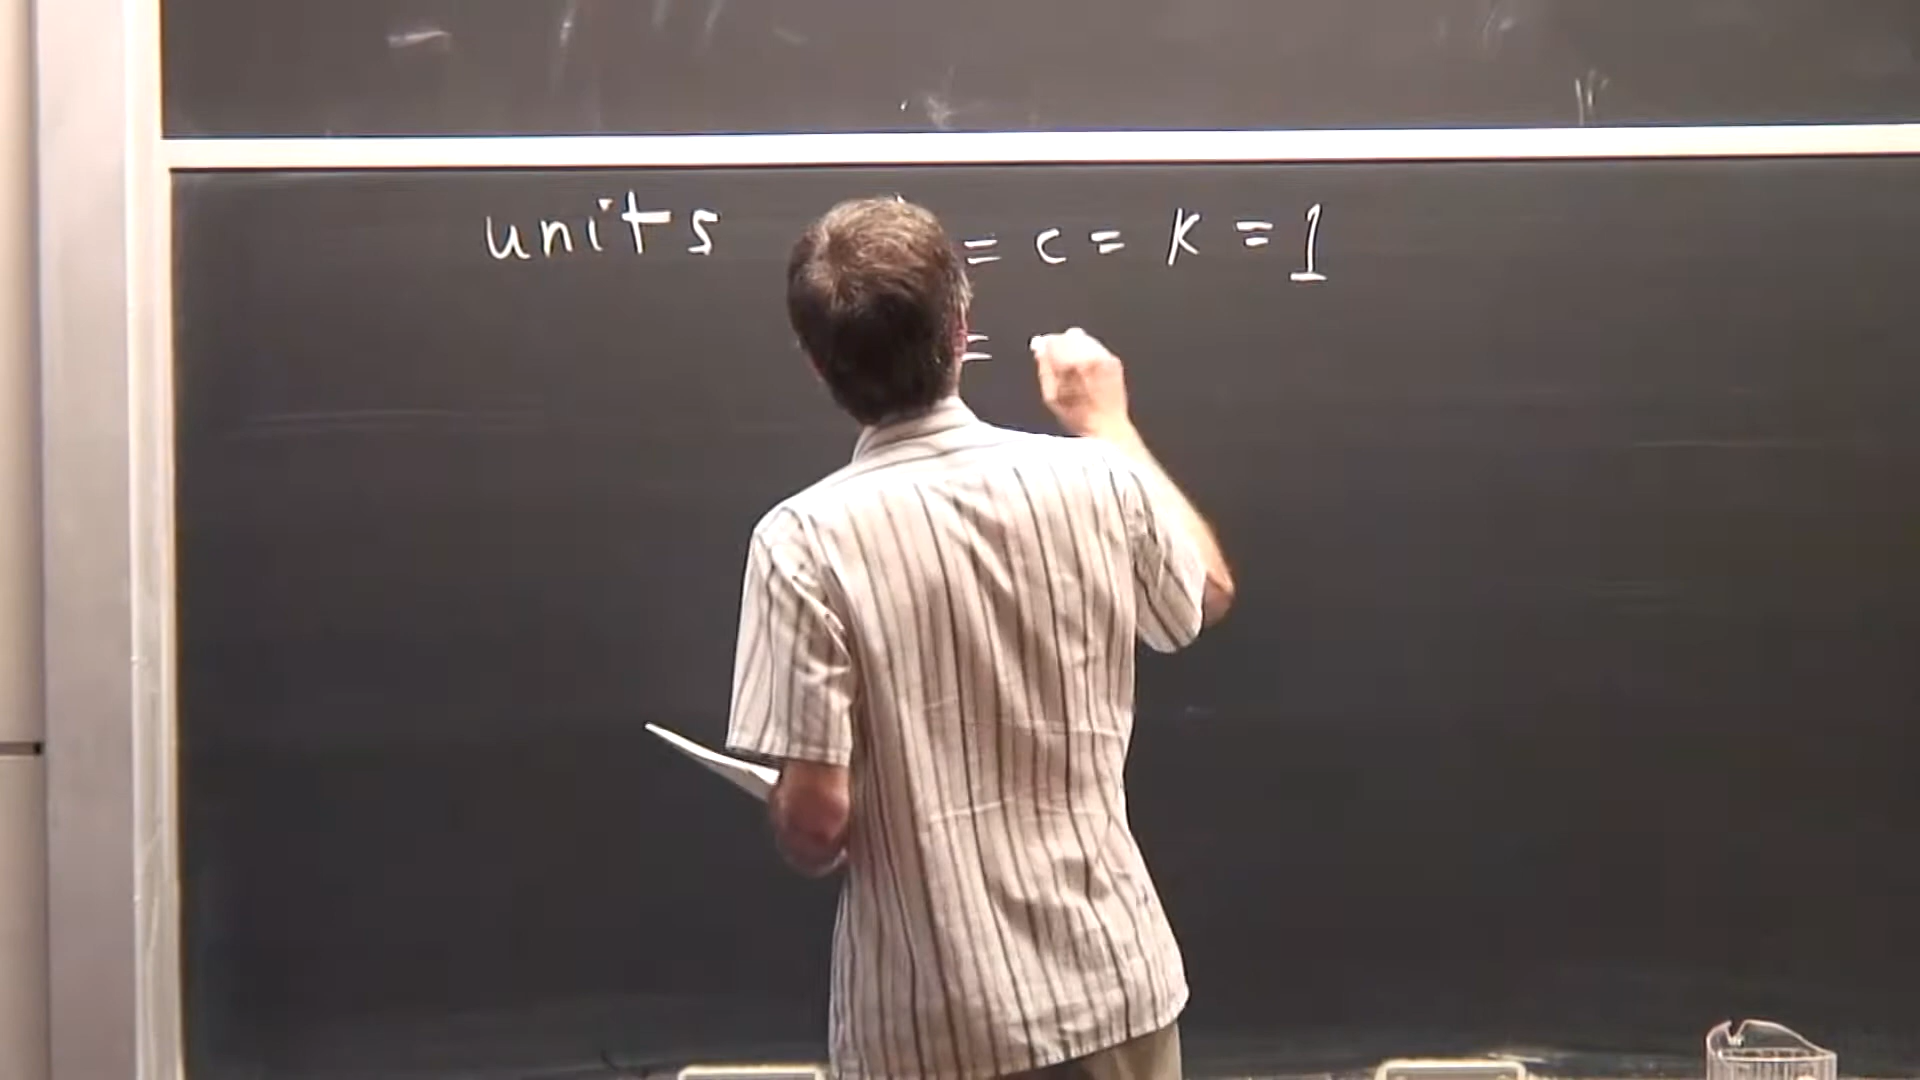 units = c = k = 1
=